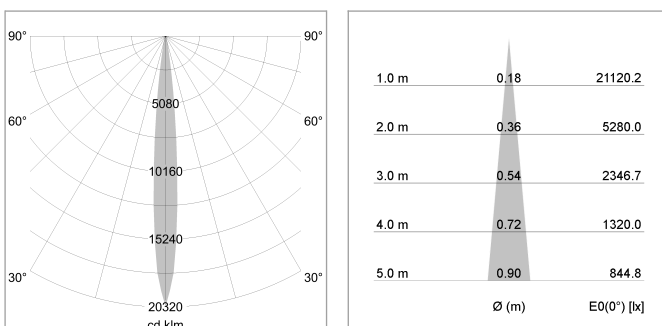 90° 90°
5080
60° 60°
10160
15240
30° 30°
20320
cd klm
1.0 m 0.18 21120.2
2.0 m 0.36 5280.0
3.0 m 0.54 2346.7
4.0 m 0.72 1320.0
5.0 m 0.90 844.8
Ø (m) E0(0°) [lx]